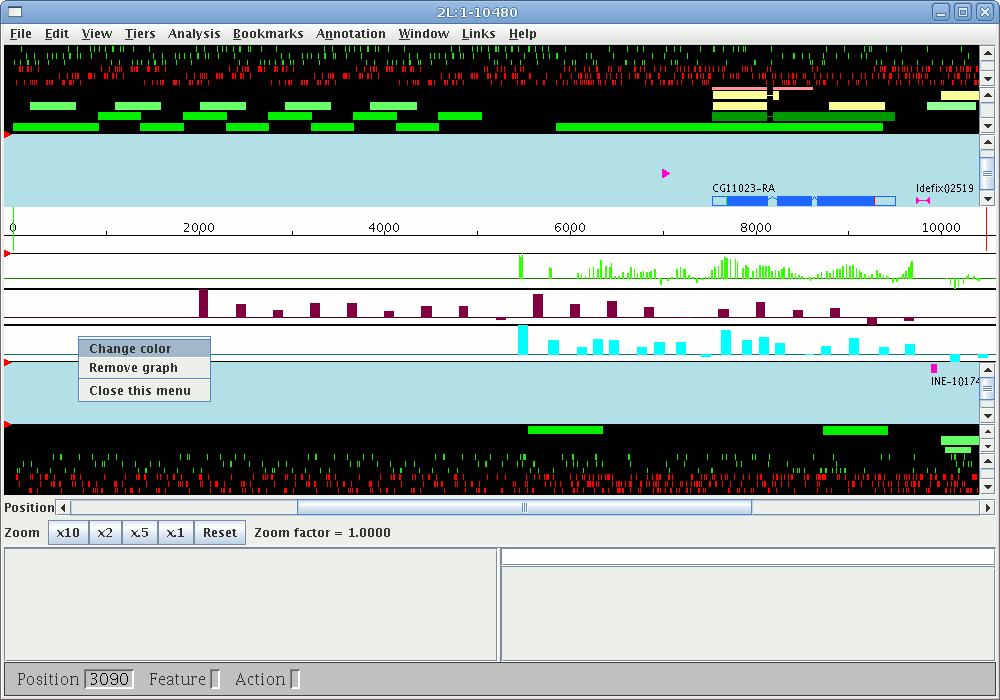 2L:1-10480
File Edit View Tiers Analysis Bookmarks Annotation Window Links Help
CG11023-RA Idefix{}2519
0 2000 4000 6000 8000 10000
Change color
Remove graph
Close this menu
INE-1{}174
Position
Zoom x10 x2 x.5 x.1 Reset Zoom factor = 1.0000
Position 3090 Feature Action